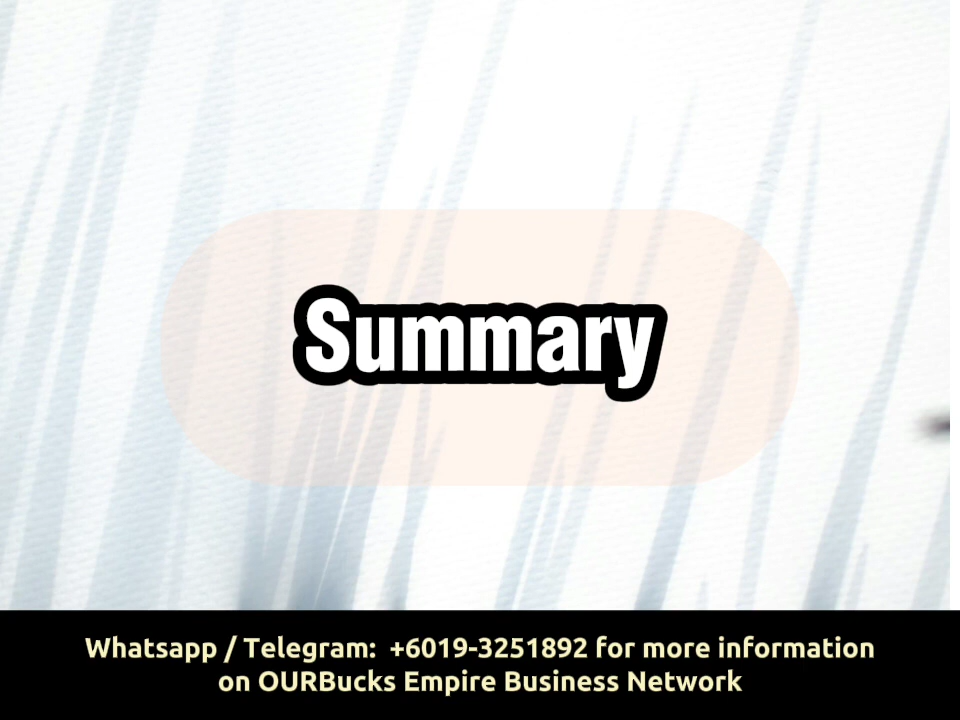 Summary
Whatsapp / Telegram:  +6019-3251892 for more information
on OURBucks Empire Business Network